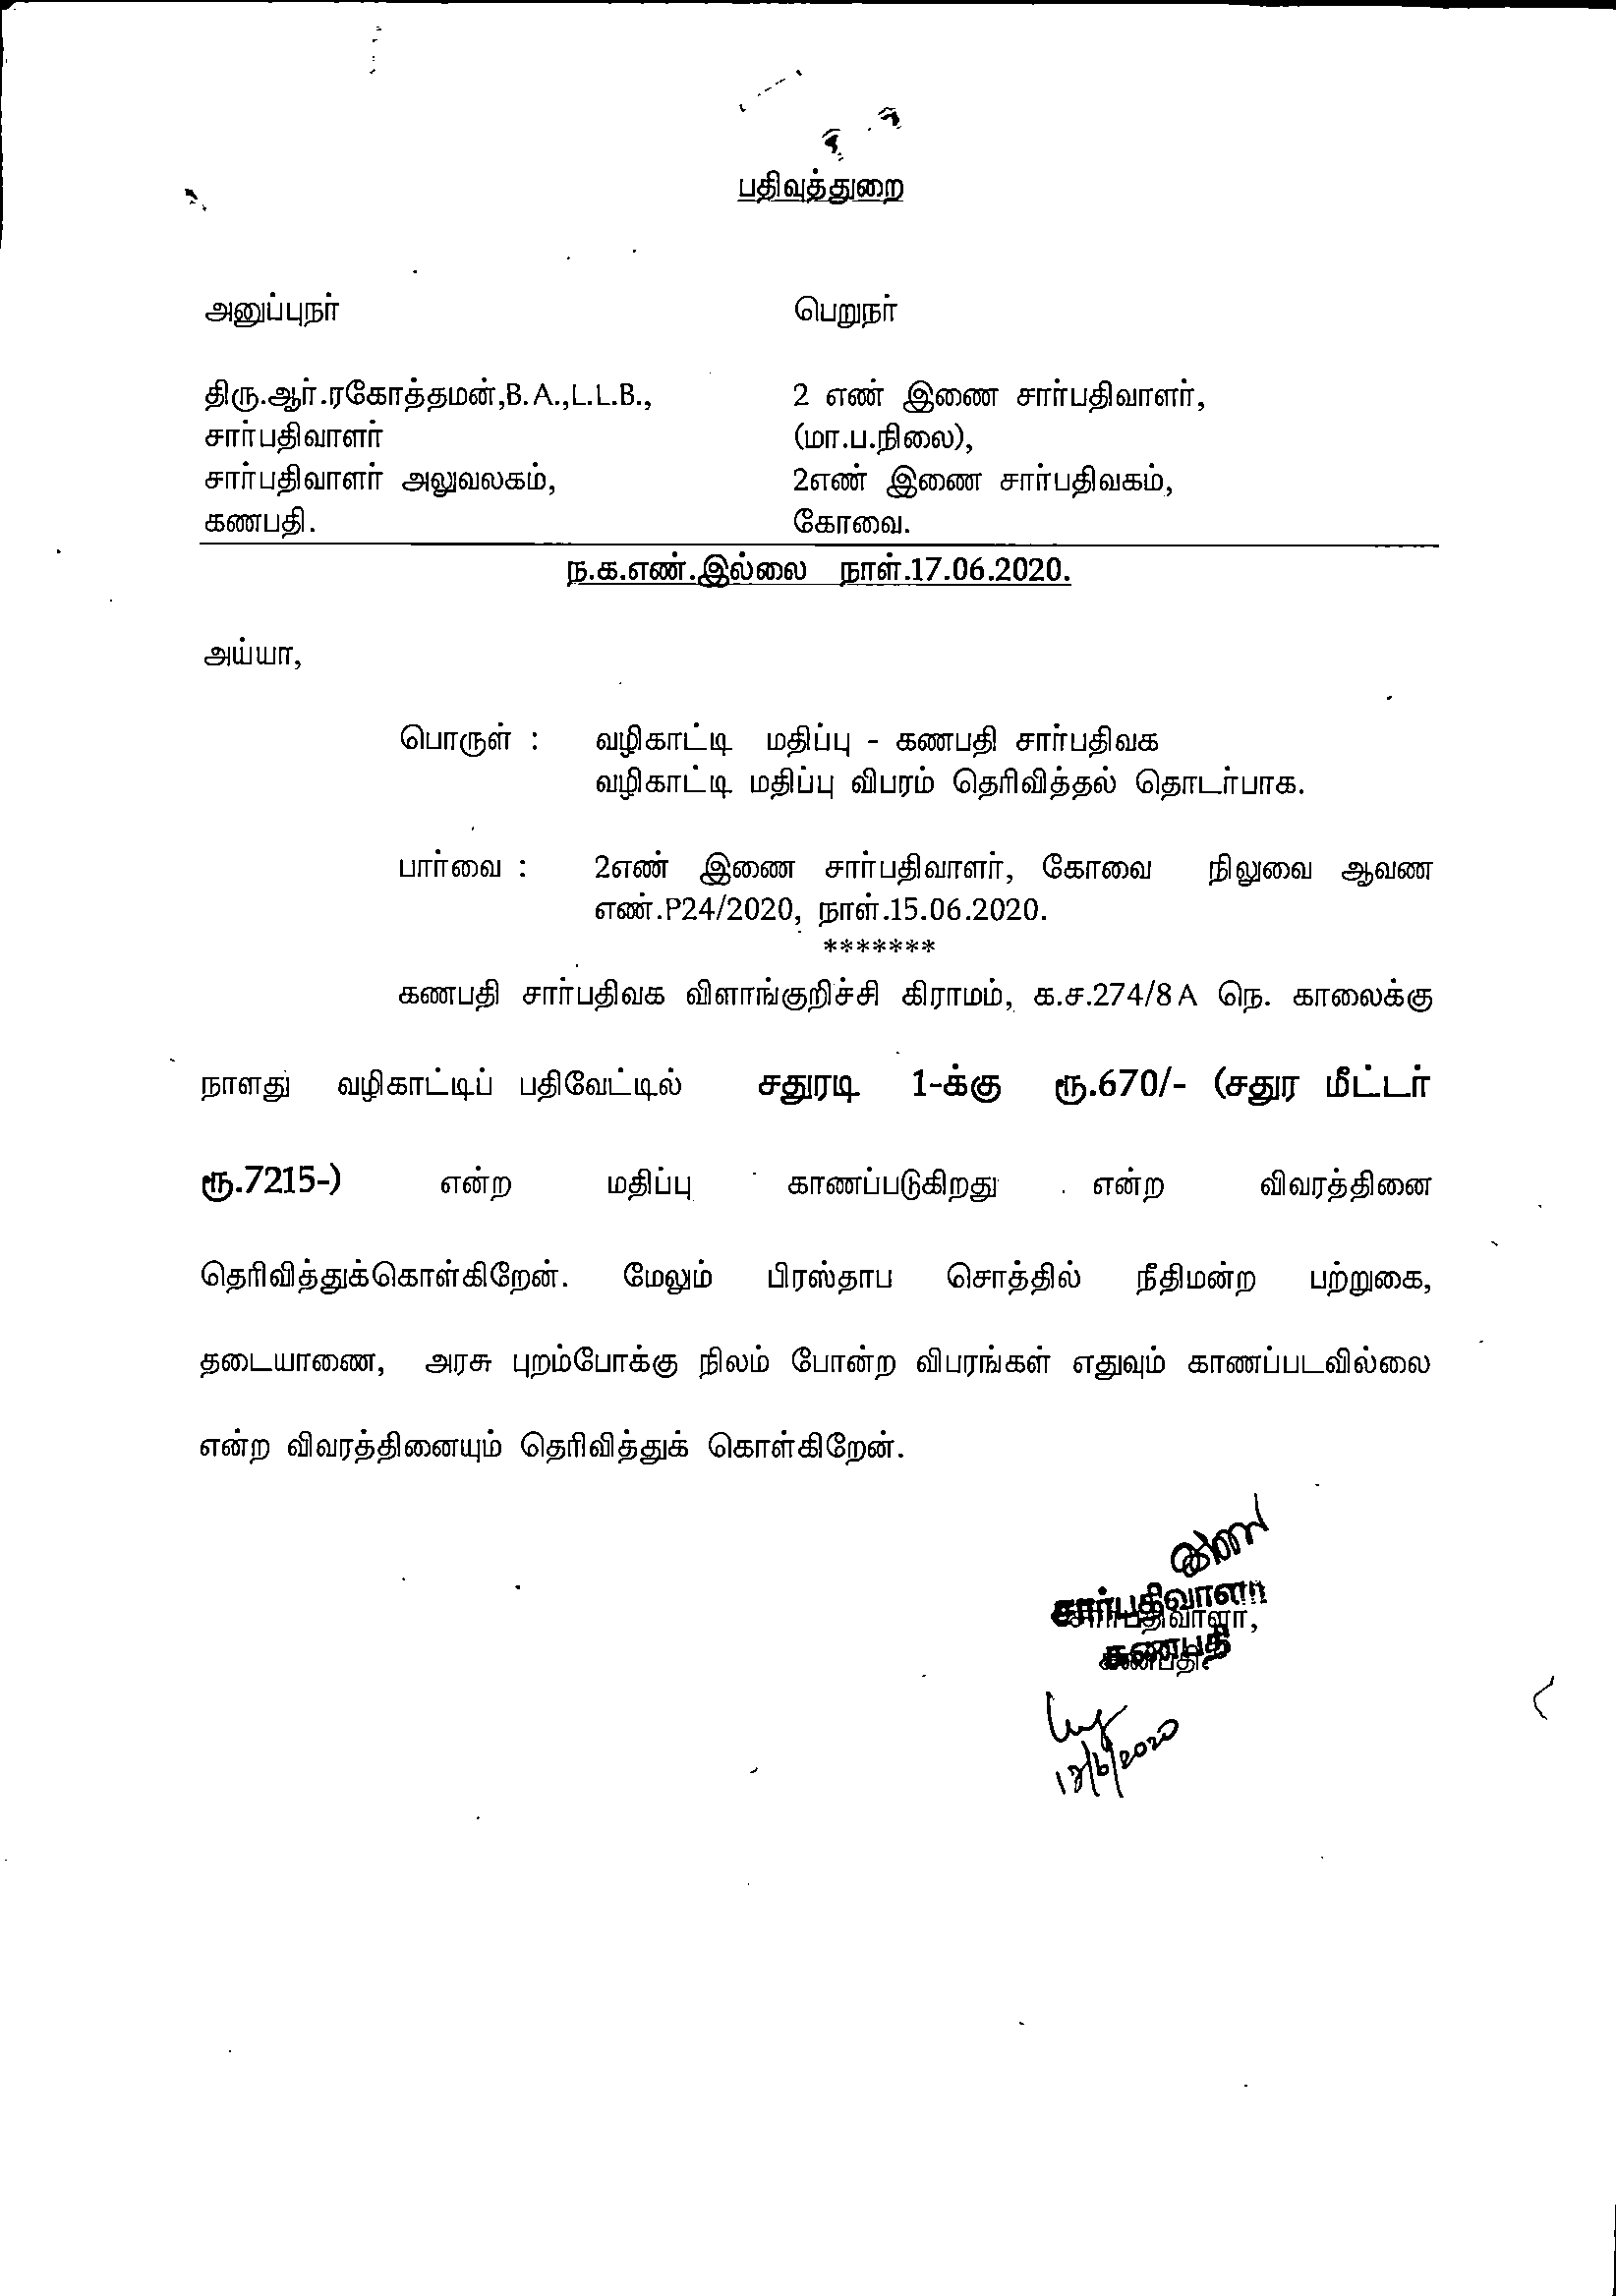 பதிவுத்துறை
அனுப்புநர்
திரு.ஆர்.ரகோத்தமன்,B.A.,L.L.B.,
சார்பதிவாளர்
சார்பதிவாளர் அலுவலகம்,
கணபதி.
பெறுநர்
2 எண் இணை சார்பதிவாளர்,
(மா.ப.நிலை),
2எண் இணை சார்பதிவகம்,
கோவை.
ந.க.எண்.இல்லை நாள்.17.06.2020.
அய்யா,
பொருள் : வழிகாட்டி மதிப்பு - கணபதி சார்பதிவக
வழிகாட்டி மதிப்பு விபரம் தெரிவித்தல் தொடர்பாக.
பார்வை : 2எண் இணை சார்பதிவாளர், கோவை நிலுவை ஆவண
எண்.P24/2020, நாள்.15.06.2020.
*******
கணபதி சார்பதிவக விளாங்குறிச்சி கிராமம், க.ச.274/8A நெ. காலைக்கு
நாளது வழிகாட்டிப் பதிவேட்டில் சதுரடி 1-க்கு ரூ.670/- (சதுர மீட்டர்
ரூ.7215-) என்ற மதிப்பு காணப்படுகிறது என்ற விவரத்தினை
தெரிவித்துக்கொள்கிறேன். மேலும் பிரஸ்தாப சொத்தில் நீதிமன்ற பற்றுகை,
தடையாணை, அரசு புறம்போக்கு நிலம் போன்ற விபரங்கள் எதுவும் காணப்படவில்லை
என்ற விவரத்தினையும் தெரிவித்துக் கொள்கிறேன்.
சார்பதிவாளர்
சார்பதிவாளர்,
கணபதி
கணபதி.
17/6/2020